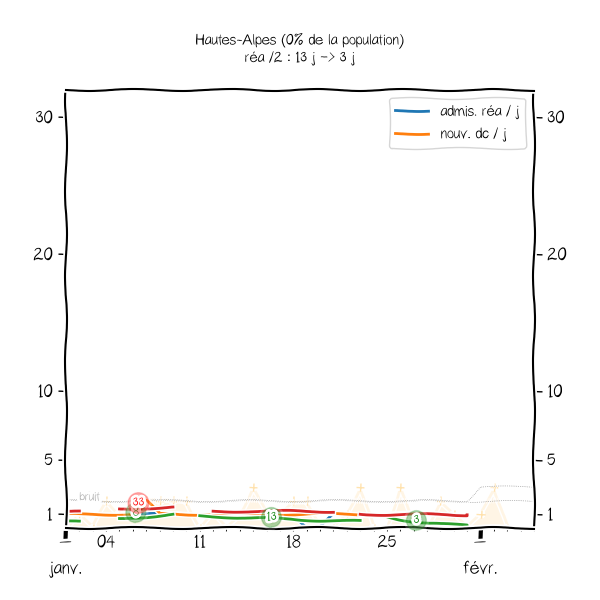 Hautes-Alpes (0% de la population)
réa /2 : 13 j -> 3 j
admis. réa / j
nouv. dc / j
30 30
20 20
10 10
5 5
bruit
33
13
3
1 1
04 11 18 25
janv. févr.